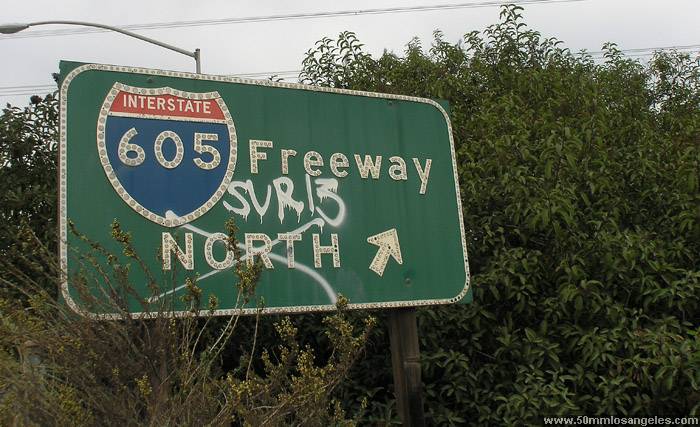 INTERSTATE
605 Freeway
SUR13
NORTH
www.50mmlosangeles.com